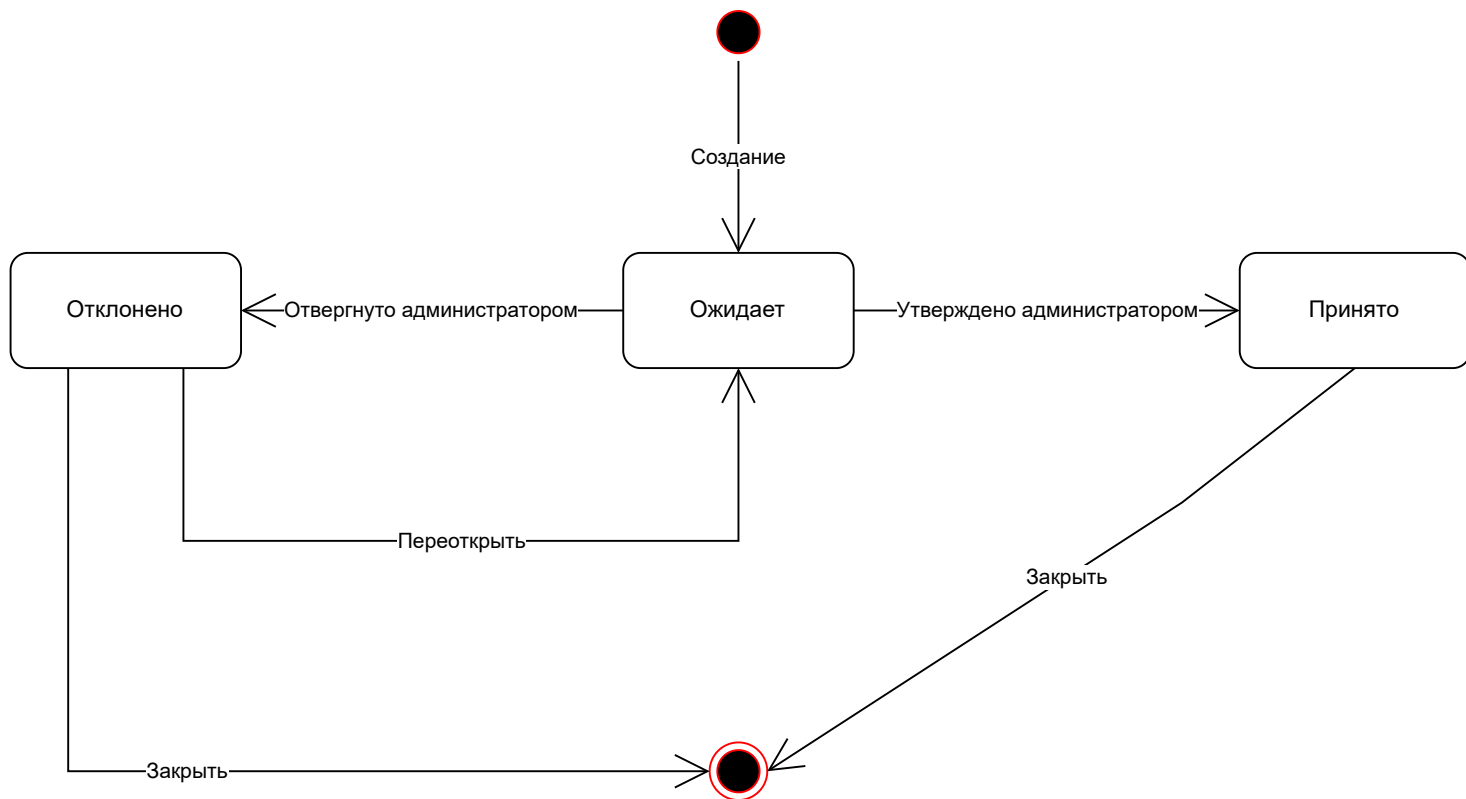 Создание
Отклонено
Отвергнуто администратором
Ожидает
Утверждено администратором
Принято
Переоткрыть
Закрыть
Закрыть